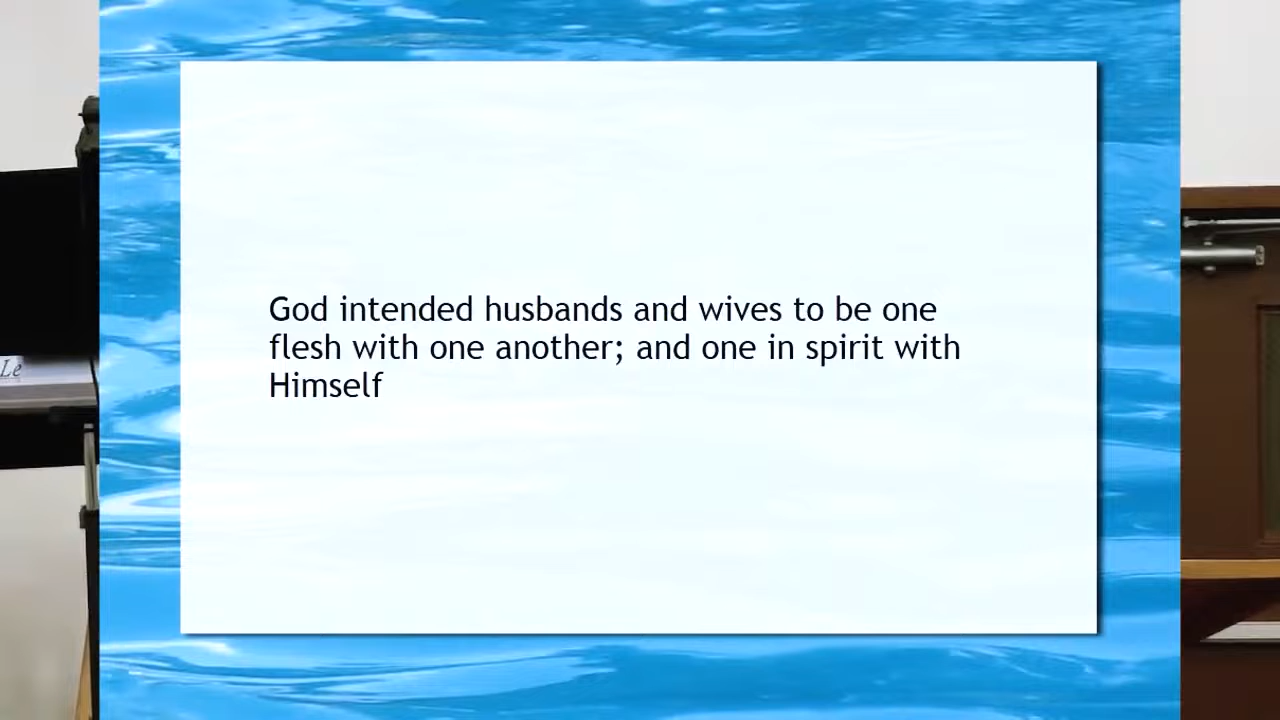 God intended husbands and wives to be one
flesh with one another; and one in spirit with
Himself